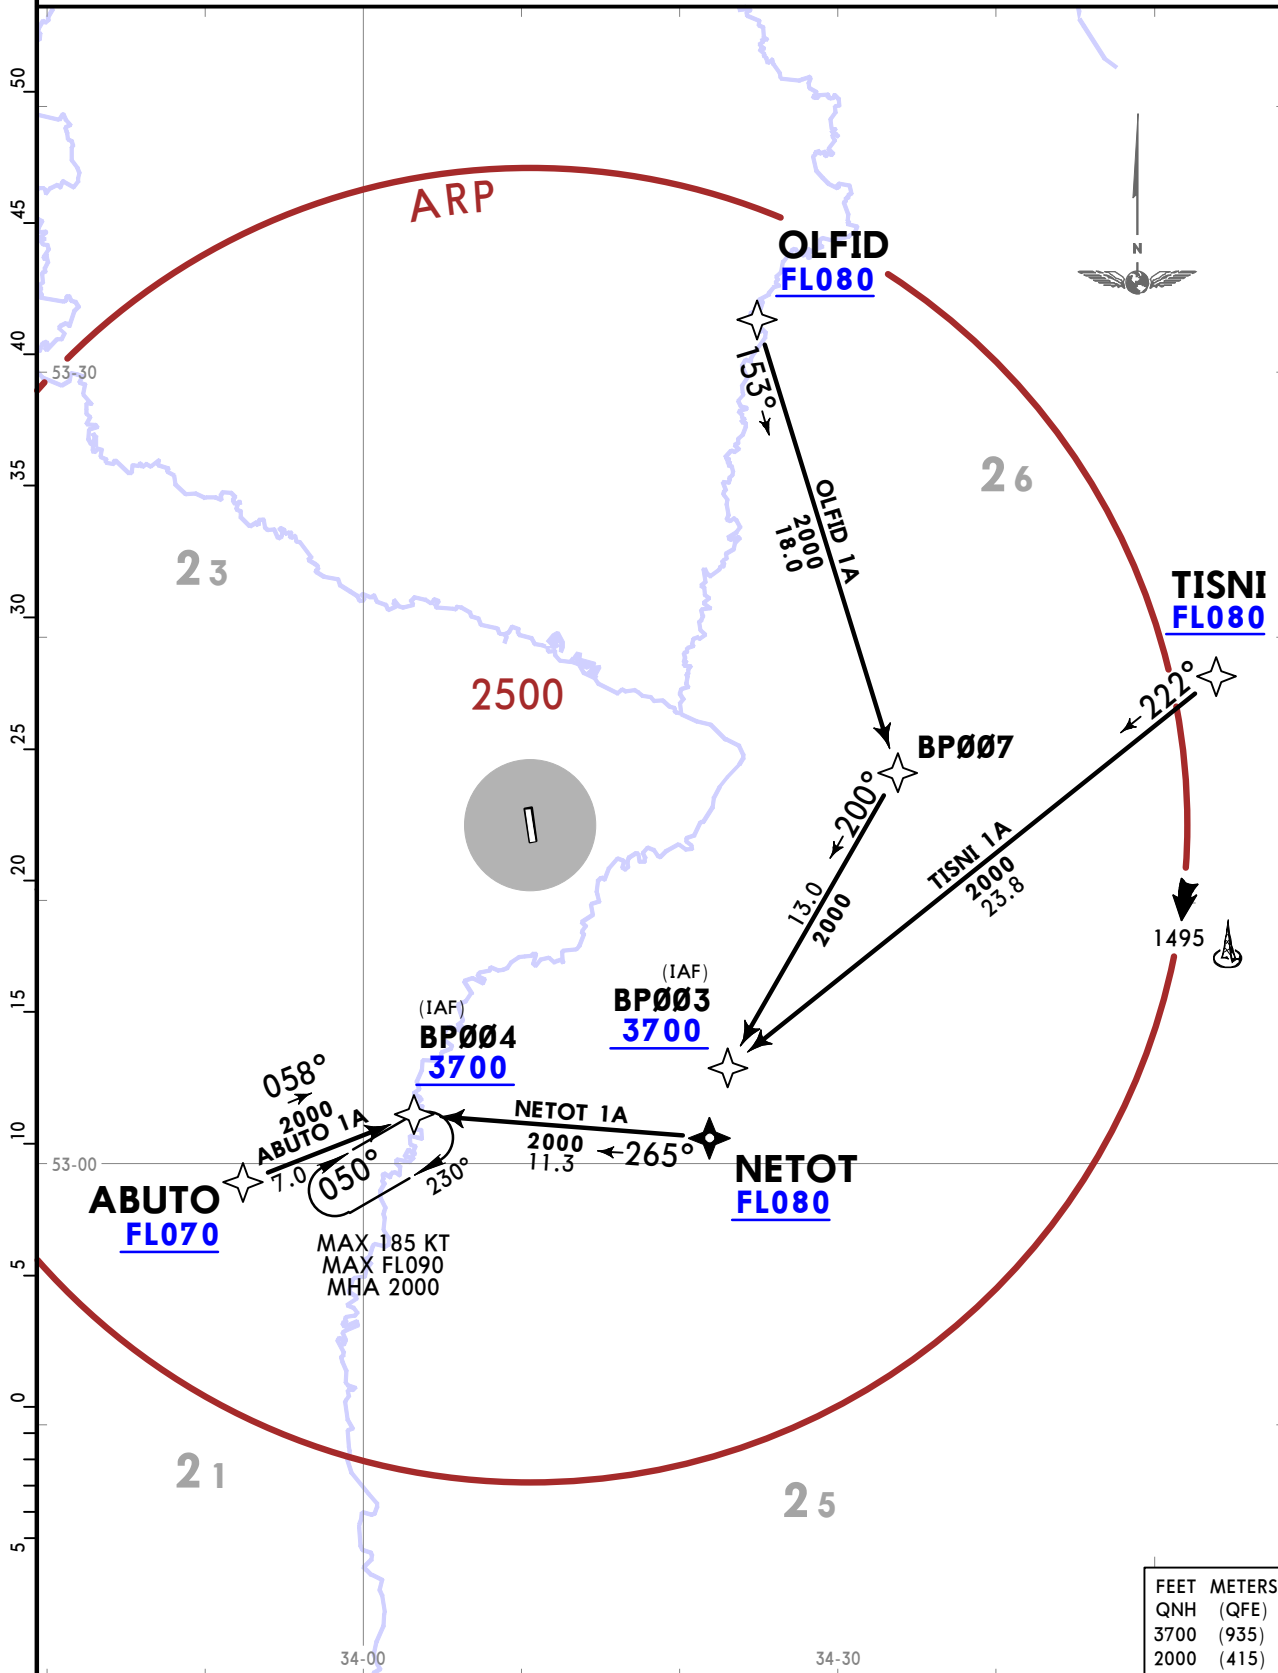 50
45
40
35
30
25
20
15
10
5
0
5
ARP
OLFID
FL080
N
53-30
153°
26
OLFID 1A
2000
18.0
23
TISNI
FL080
222°
2500
BPØØ7
200°
13.0
2000
TISNI 1A
2000
23.8
1495
(IAF)
BPØØ3
3700
(IAF)
BPØØ4
3700
058°
2000
ABUTO 1A
7.0
NETOT 1A
2000
11.3
265°
53-00
050°
230°
NETOT
FL080
ABUTO
FL070
MAX 185 KT
MAX FL090
MHA 2000
21
25
FEET METERS
QNH (QFE)
3700 (935)
2000 (415)
34-00
34-30